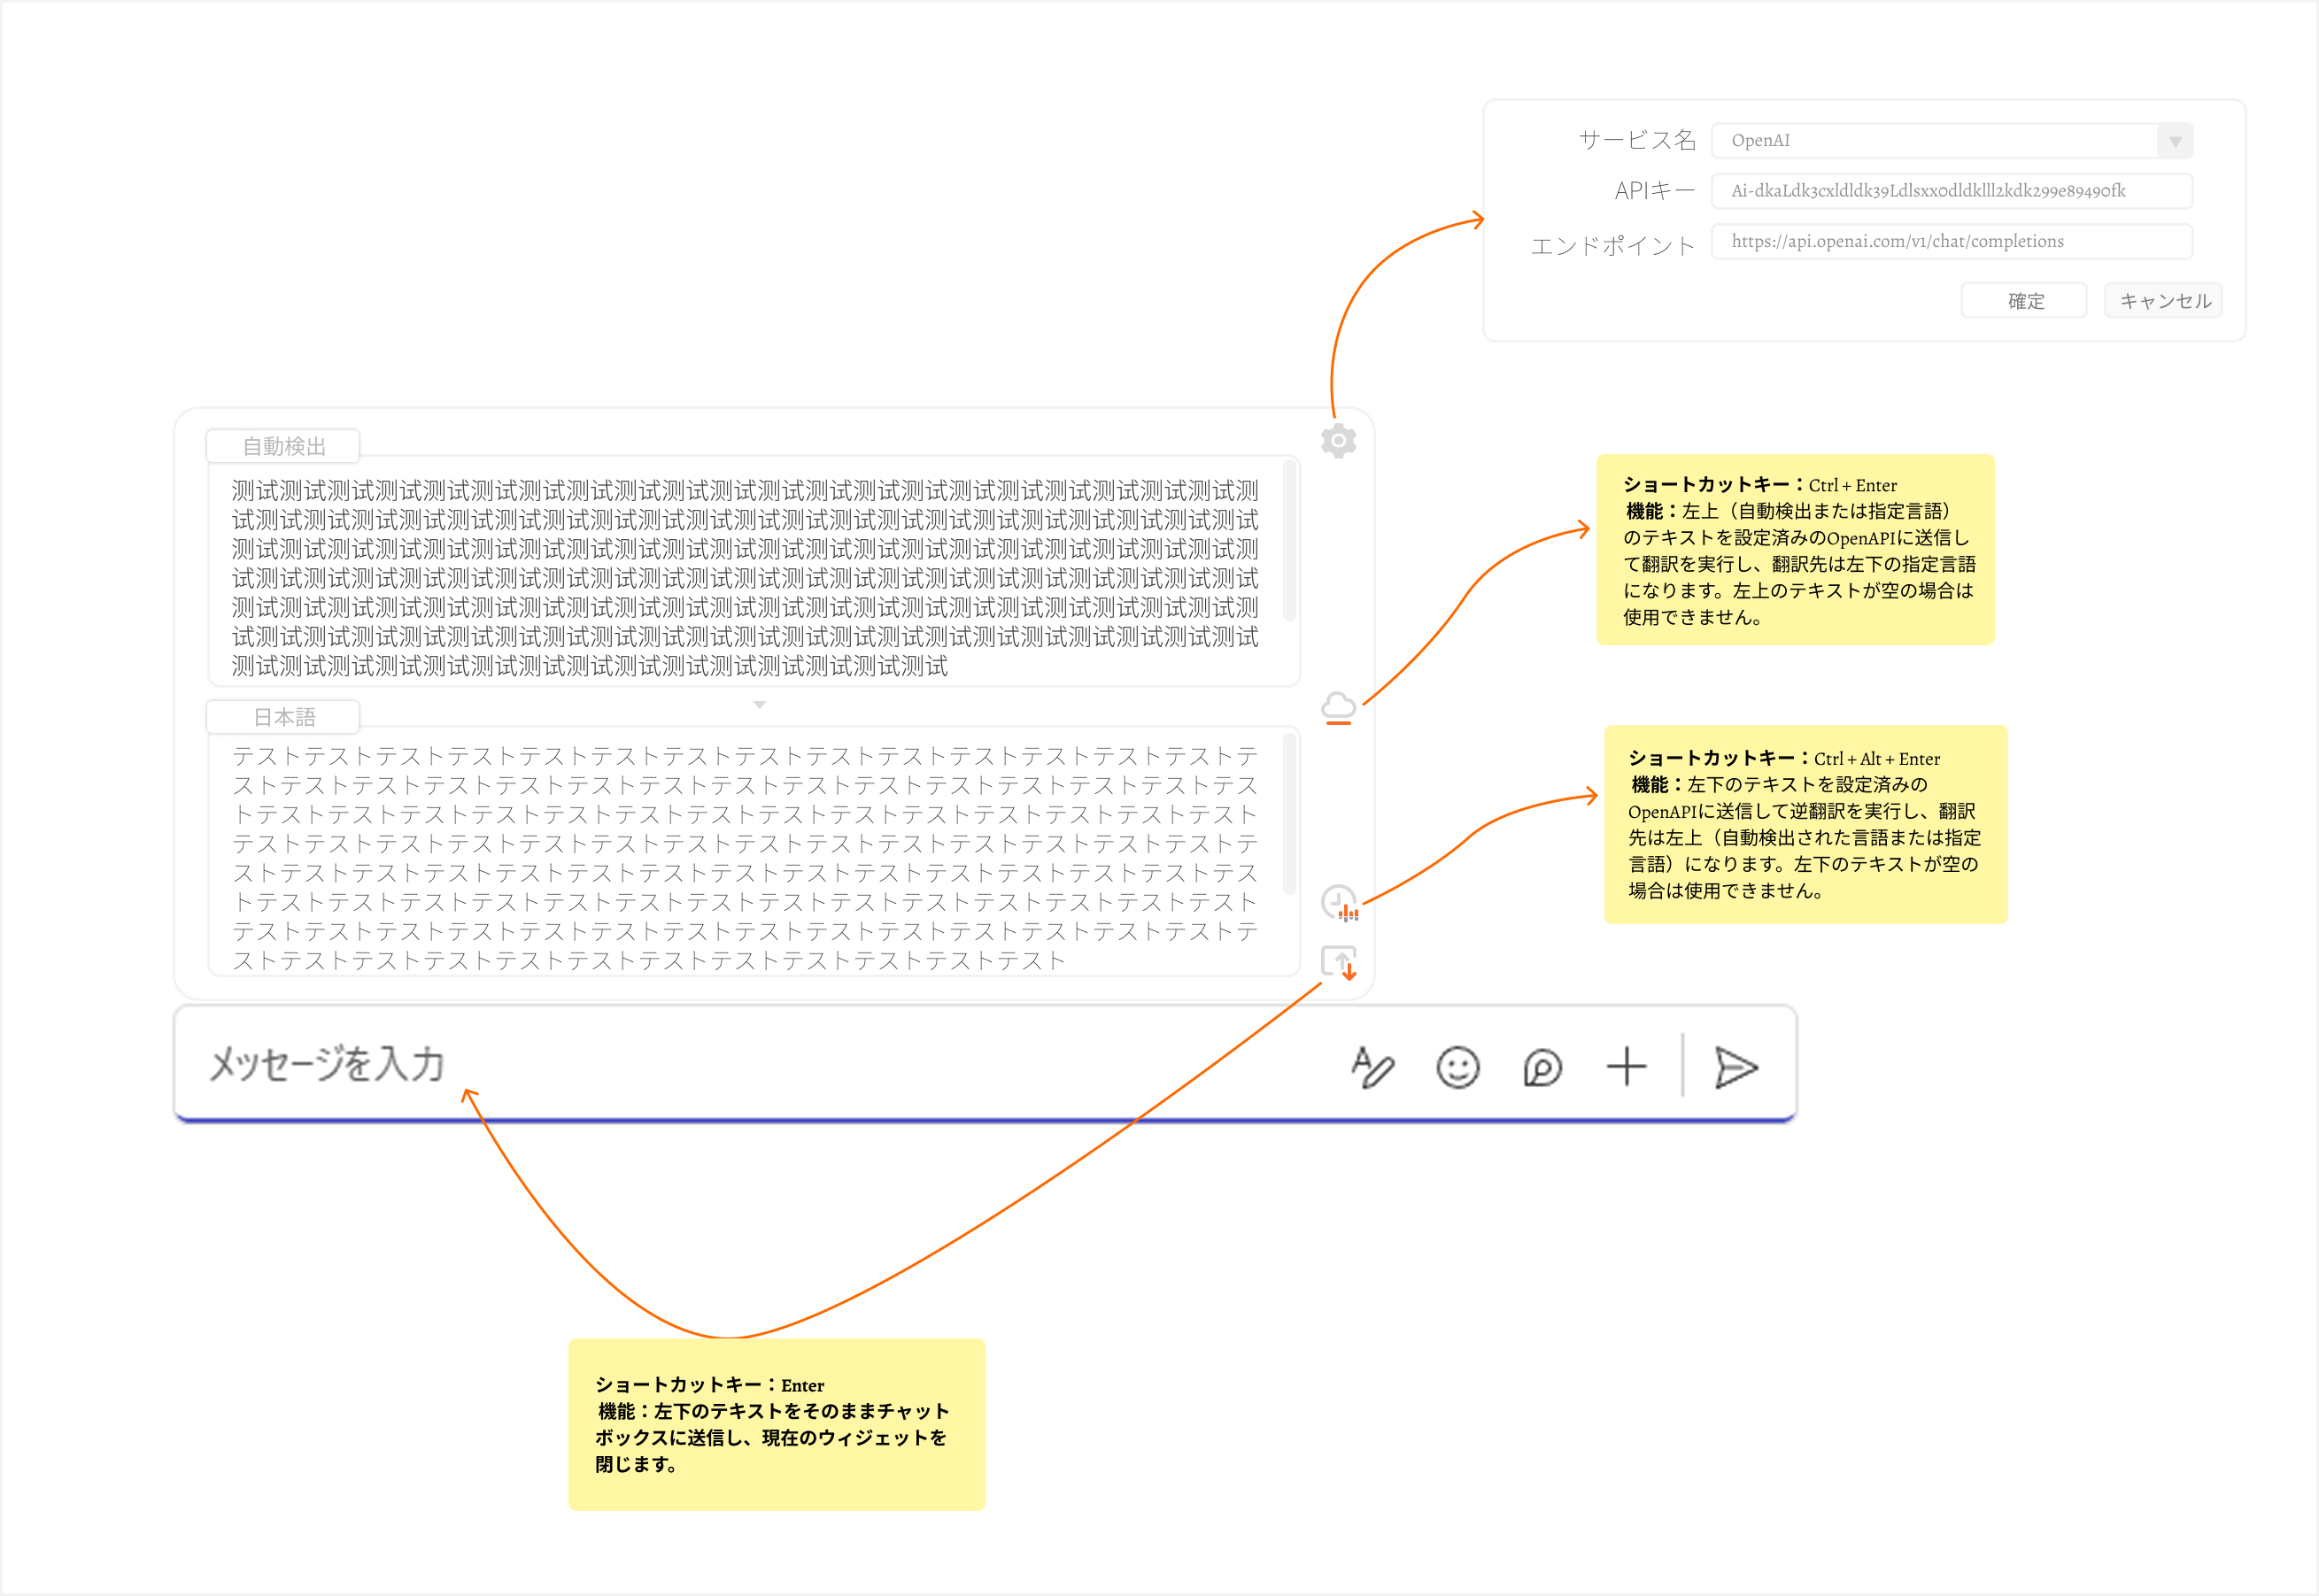 サービス名
OpenAI
▼
APIキー
Ai-dkaLdk3cxldldk39Ldlsxx0dldklll2kdk299e89490fk
エンドポイント
https://api.openai.com/v1/chat/completions
確定
キャンセル
自動検出
测试测试测试测试测试测试测试测试测试测试测试测试测试测试测试测试测试测试测试测试测试测
试测试测试测试测试测试测试测试测试测试测试测试测试测试测试测试测试测试测试测试测试测试
测试测试测试测试测试测试测试测试测试测试测试测试测试测试测试测试测试测试测试测试测试测
试测试测试测试测试测试测试测试测试测试测试测试测试测试测试测试测试测试测试测试测试测试
测试测试测试测试测试测试测试测试测试测试测试测试测试测试测试测试测试测试测试测试测试测
试测试测试测试测试测试测试测试测试测试测试测试测试测试测试测试测试测试测试测试测试测试
测试测试测试测试测试测试测试测试测试测试测试测试测试测试测试
日本語
テストテストテストテストテストテストテストテストテストテストテストテストテストテストテ
ストテストテストテストテストテストテストテストテストテストテストテストテストテストテス
トテストテストテストテストテストテストテストテストテストテストテストテストテストテスト
テストテストテストテストテストテストテストテストテストテストテストテストテストテストテ
ストテストテストテストテストテストテストテストテストテストテストテストテストテストテス
トテストテストテストテストテストテストテストテストテストテストテストテストテストテスト
テストテストテストテストテストテストテストテストテストテストテストテストテストテストテ
ストテストテストテストテストテストテストテストテストテストテストテスト
ショートカットキー：Ctrl + Enter
機能：左上（自動検出または指定言語）
のテキストを設定済みのOpenAPIに送信し
て翻訳を実行し、翻訳先は左下の指定言語
になります。左上のテキストが空の場合は
使用できません。
ショートカットキー：Ctrl + Alt + Enter
機能：左下のテキストを設定済みの
OpenAPIに送信して逆翻訳を実行し、翻訳
先は左上（自動検出された言語または指定
言語）になります。左下のテキストが空の
場合は使用できません。
メッセージを入力
ショートカットキー：Enter
機能：左下のテキストをそのままチャット
ボックスに送信し、現在のウィジェットを
閉じます。